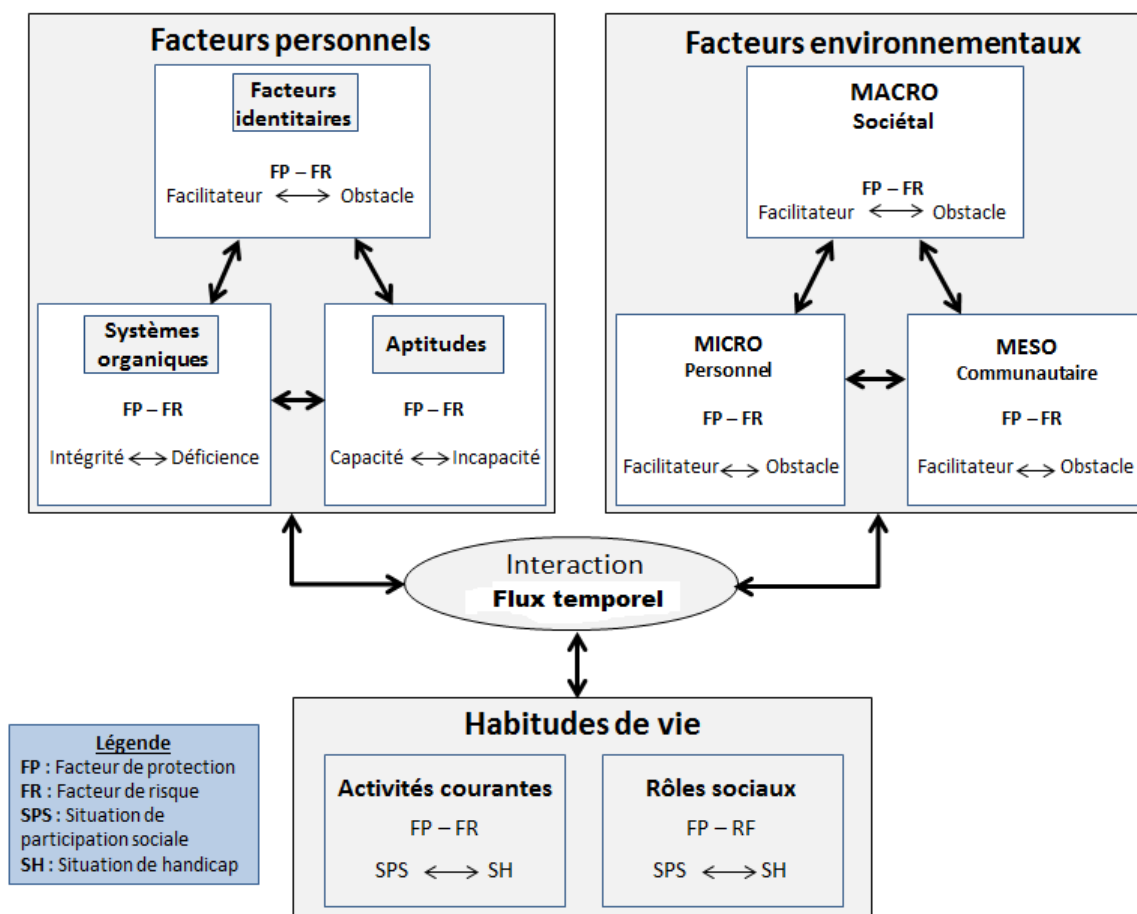 Facteurs personnels
Facteurs
identitaires
FP – FR
Facilitateur Obstacle
Systèmes
organiques
FP – FR
Intégrité Déficience
Aptitudes
FP – FR
Capacité Incapacité
Facteurs environnementaux
MACRO
Sociétal
FP – FR
Facilitateur Obstacle
MICRO
Personnel
FP – FR
Facilitateur Obstacle
MESO
Communautaire
FP – FR
Facilitateur Obstacle
Interaction
Flux temporel
Habitudes de vie
Activités courantes
FP – FR
SPS SH
Rôles sociaux
FP – RF
SPS SH
Légende
FP : Facteur de protection
FR : Facteur de risque
SPS : Situation de
participation sociale
SH : Situation de handicap